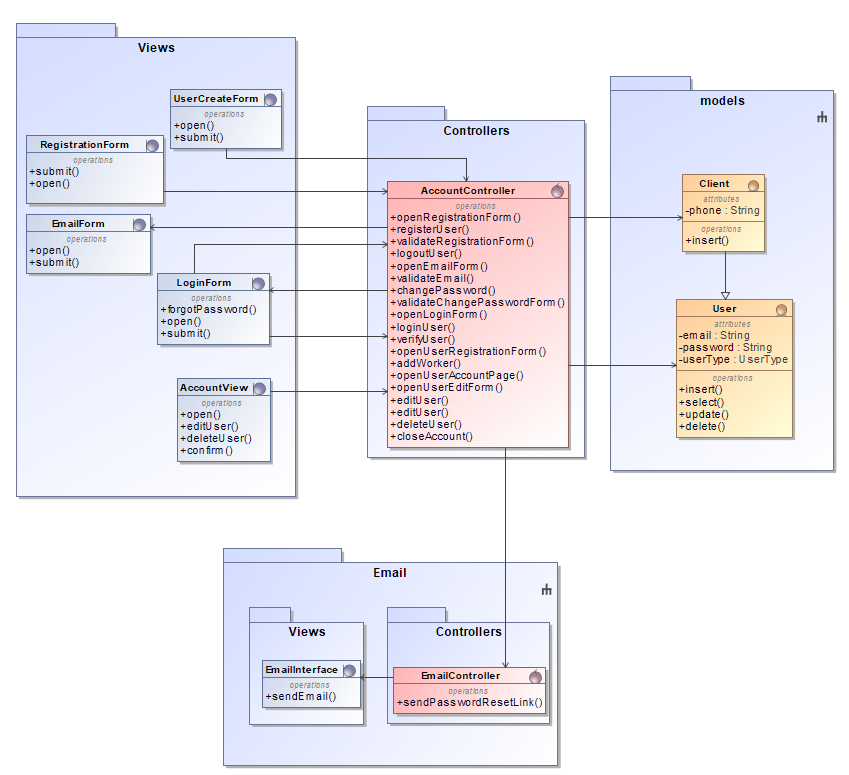 Views
UserCreateForm
operations
+open()
+submit()
RegistrationForm
operations
+submit()
+open()
EmailForm
operations
+open()
+submit()
LoginForm
operations
+forgotPassword()
+open()
+submit()
AccountView
operations
+open()
+editUser()
+deleteUser()
+confirm()
Controllers
AccountController
operations
+openRegistrationForm()
+registerUser()
+validateRegistrationForm()
+logoutUser()
+openEmailForm()
+validateEmail()
+changePassword()
+validateChangePasswordForm()
+openLoginForm()
+loginUser()
+verifyUser()
+openUserRegistrationForm()
+addWorker()
+openUserAccountPage()
+openUserEditForm()
+editUser()
+editUser()
+deleteUser()
+closeAccount()
models
Client
attributes
-phone : String
operations
+insert()
User
attributes
-email : String
-password : String
-userType : UserType
operations
+insert()
+select()
+update()
+delete()
Email
Views
EmailInterface
operations
+sendEmail()
Controllers
EmailController
operations
+sendPasswordResetLink()